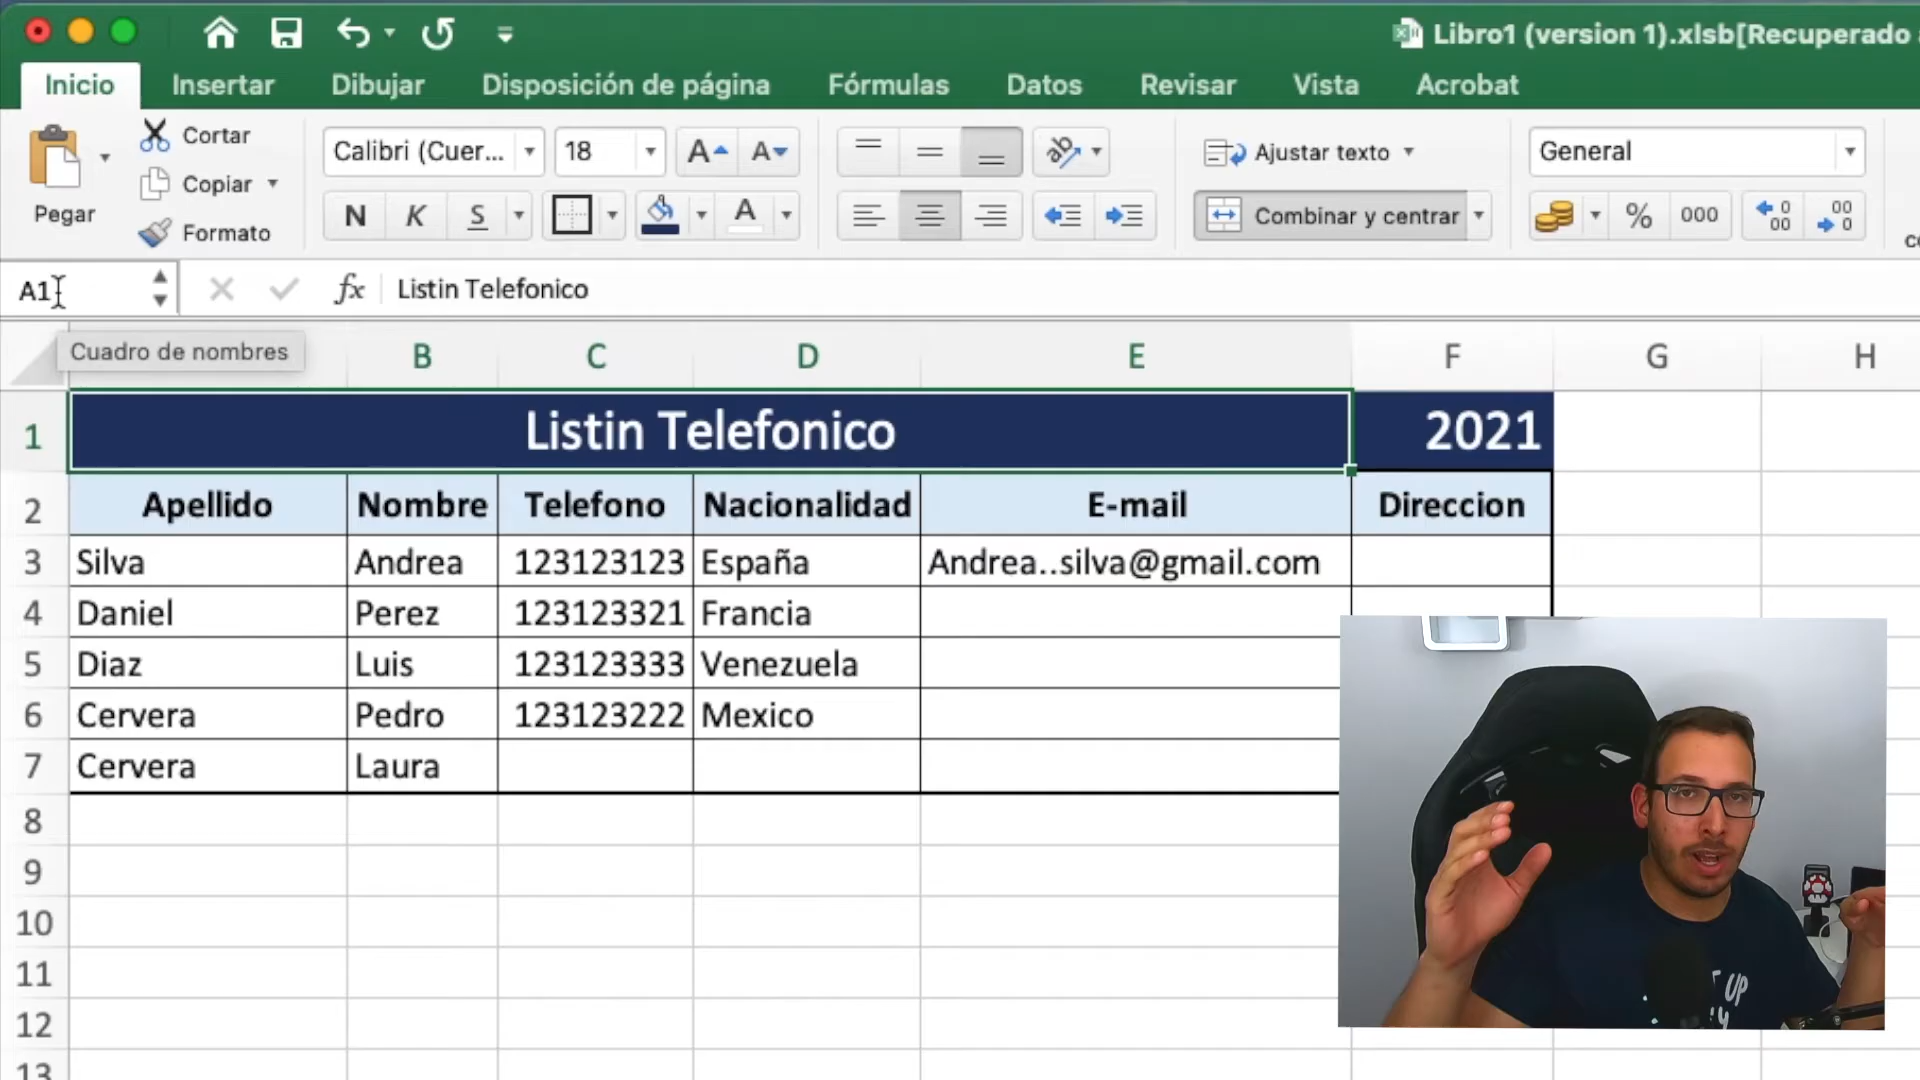 Libro1 (version 1).xlsb[Recuperado
Inicio Insertar Dibujar Disposición de página Fórmulas Datos Revisar Vista Acrobat
Pegar
Cortar
Copiar
Formato
Calibri (Cuer... 18
N K S
A
Ajustar texto
Combinar y centrar
General
% 000
A1 fx Listin Telefonico
Cuadro de nombres
B C D E F G H
1 Listin Telefonico 2021
2 Apellido Nombre Telefono Nacionalidad E-mail Direccion
3 Silva Andrea 123123123 España Andrea..silva@gmail.com
4 Daniel Perez 123123321 Francia
5 Diaz Luis 123123333 Venezuela
6 Cervera Pedro 123123222 Mexico
7 Cervera Laura
8
9
10
11
12
13